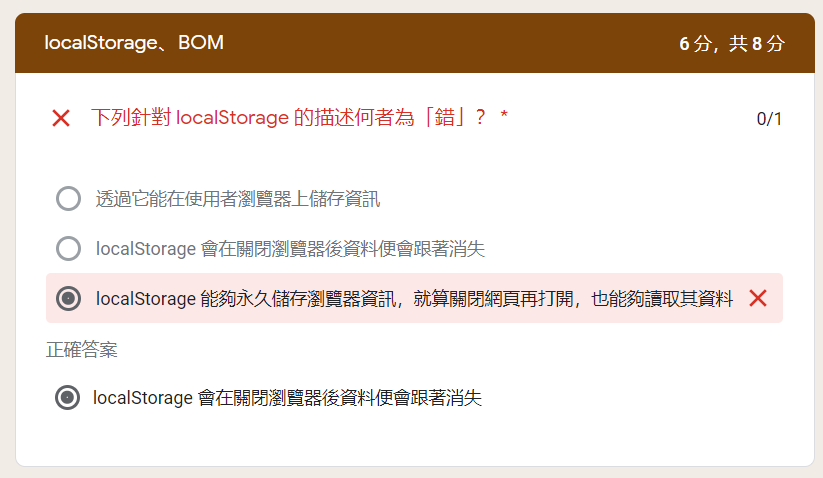 localStorage、BOM
6 分，共 8 分
下列針對 localStorage 的描述何者為「錯」？ *
0/1
透過它能在使用者瀏覽器上儲存資訊
localStorage 會在關閉瀏覽器後資料便會跟著消失
localStorage 能夠永久儲存瀏覽器資訊，就算關閉網頁再打開，也能夠讀取其資料
正確答案
localStorage 會在關閉瀏覽器後資料便會跟著消失